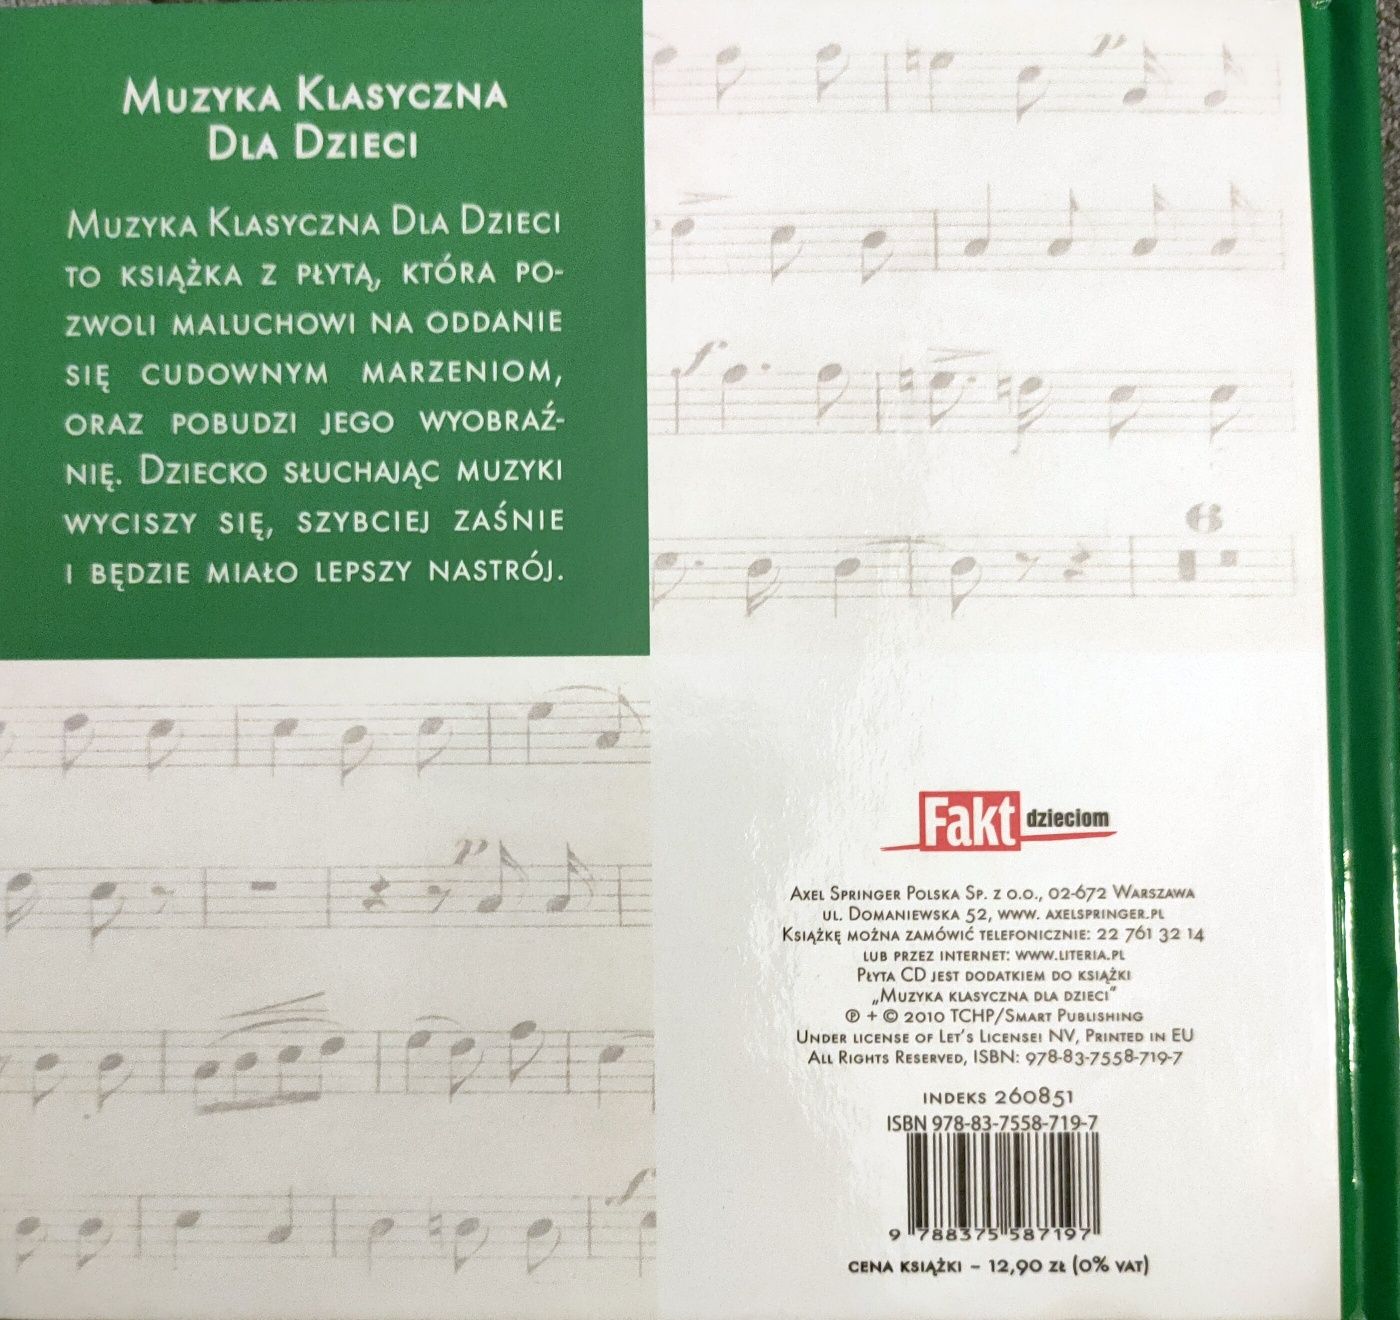 Muzyka Klasyczna
Dla Dzieci
Muzyka Klasyczna Dla Dzieci
to książka z płytą, która po-
zwoli maluchowi na oddanie
się cudownym marzeniom,
oraz pobudzi jego wyobraź-
nię. Dziecko słuchając muzyki
wyciszy się, szybciej zaśnie
i będzie miało lepszy nastrój.
p
f
6
p
f
Fakt dzieciom
Axel Springer Polska Sp. z o.o., 02-672 Warszawa
ul. Domaniewska 52, www. axelspringer.pl
Książkę można zamówić telefonicznie: 22 761 32 14
lub przez internet: www.literia.pl
Płyta CD jest dodatkiem do książki
„Muzyka klasyczna dla dzieci"
℗ + © 2010 TCHP/Smart Publishing
Under license of Let's License! NV, Printed in EU
All Rights Reserved, ISBN: 978-83-7558-719-7
indeks 260851
ISBN 978-83-7558-719-7
9 788375 587197
cena książki – 12,90 zł (0% vat)